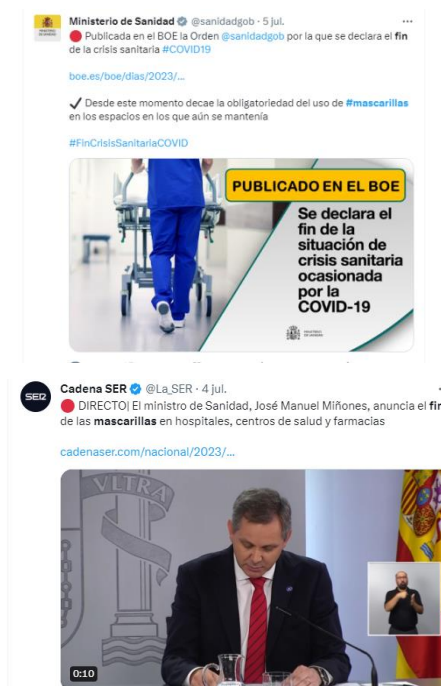 Ministerio de Sanidad @sanidadgob · 5 jul.
Publicada en el BOE la Orden @sanidadgob por la que se declara el fin
de la crisis sanitaria #COVID19
boe.es/boe/dias/2023/...
Desde este momento decae la obligatoriedad del uso de #mascarillas
en los espacios en los que aún se mantenía
#FinCrisisSanitariaCOVID
PUBLICADO EN EL BOE
Se declara el
fin de la
situación de
crisis sanitaria
ocasionada
por la
COVID-19
SER
Cadena SER @La_SER · 4 jul.
DIRECTO| El ministro de Sanidad, José Manuel Miñones, anuncia el fin
de las mascarillas en hospitales, centros de salud y farmacias
cadenaser.com/nacional/2023/...
VLTRA
0:10